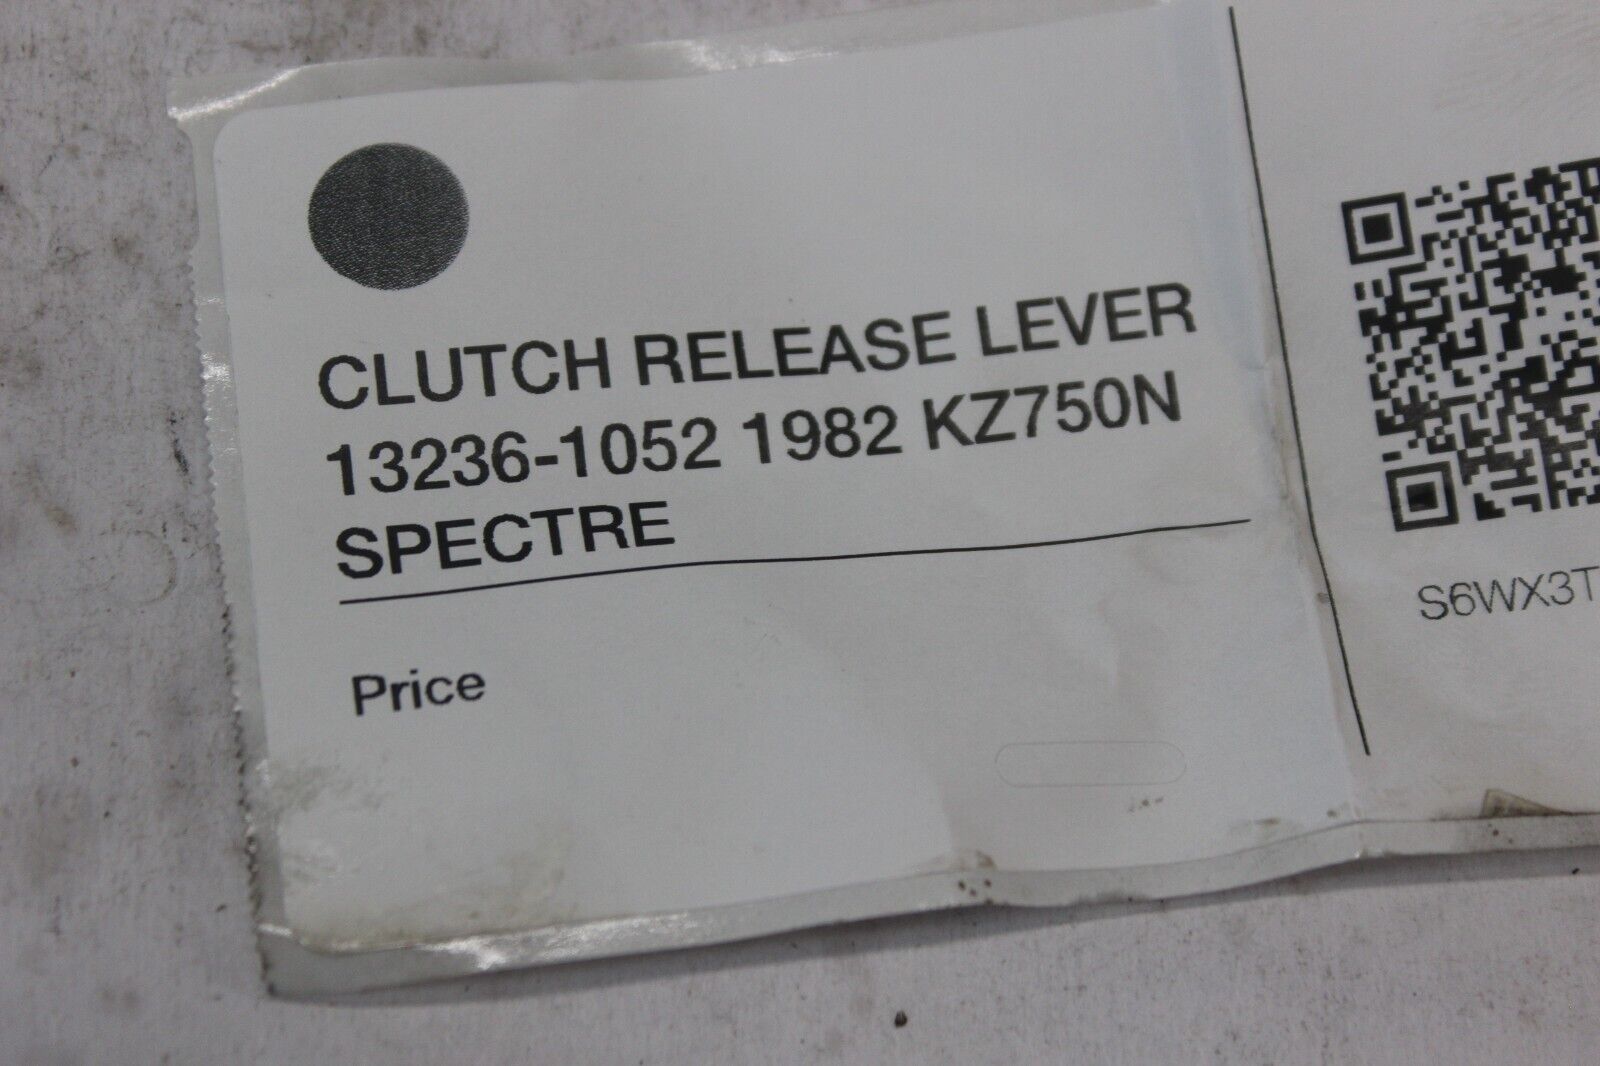 CLUTCH RELEASE LEVER
13236-1052 1982 KZ750N
SPECTRE
Price
S6WX3T